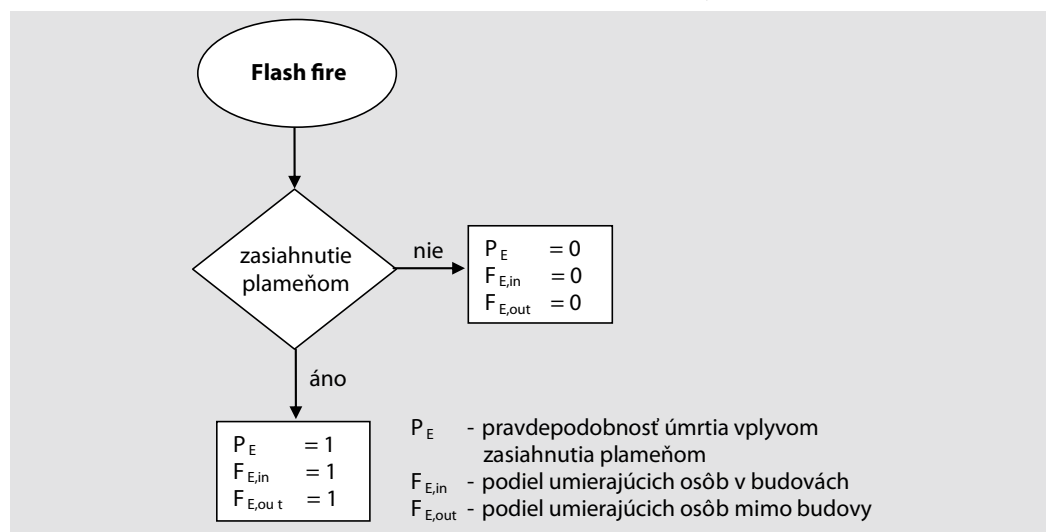 Flash fire
zasiahnutie
plameňom
nie
P E = 0
F E,in = 0
F E,out = 0
áno
P E = 1
F E,in = 1
F E,ou t = 1
P E - pravdepodobnosť úmrtia vplyvom
zasiahnutia plameňom
F E,in - podiel umierajúcich osôb v budovách
F E,out - podiel umierajúcich osôb mimo budovy